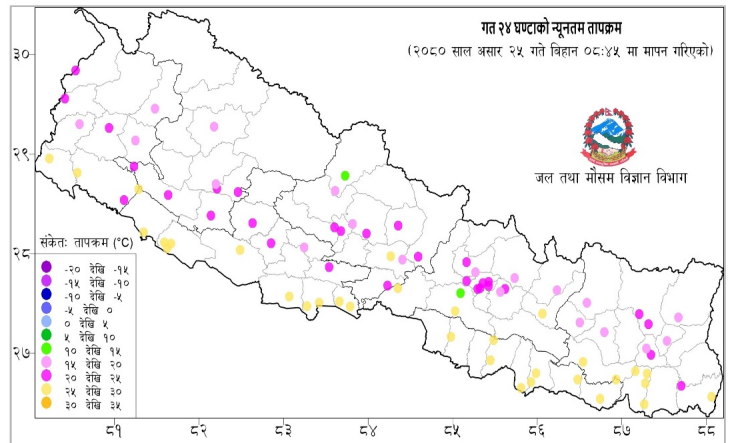 गत २४ घण्टाको न्यूनतम तापक्रम
(२०८० साल असार २५ गते विहान ०८:४५ मा मापन गरिएको)
३०
२९
२८
२७
जल तथा मौसम विज्ञान विभाग
संकेतः तापक्रम (°C)
-२० देखि -१५
-१५ देखि -१०
-१० देखि -५
-५ देखि ०
० देखि ५
५ देखि १०
१० देखि १५
१५ देखि २०
२० देखि २५
२५ देखि ३०
३० देखि ३५
८१ ८२ ८३ ८४ ८५ ८६ ८७ ८८